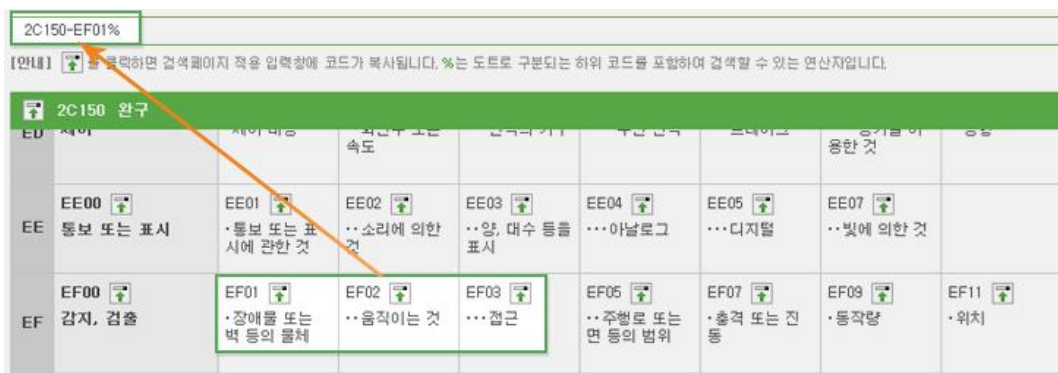 2C150-EF01%
[안내] 를 클릭하면 검색페이지 적용 입력창에 코드가 복사됩니다. %는 도트로 구분되는 하위 코드를 포함하여 검색할 수 있는 연산자입니다.
2C150 완구
속도
용한 것
EE
EE00
통보 또는 표시
EE01
·통보 또는 표
시에 관한 것
EE02
··소리에 의한
것
EE03
··양, 대수 등을
표시
EE04
···아날로그
EE05
···디지털
EE07
··빛에 의한 것
EF
EF00
감지, 검출
EF01
·장애물 또는
벽 등의 물체
EF02
··움직이는 것
EF03
···접근
EF05
··주행로 또는
면 등의 범위
EF07
·충격 또는 진
동
EF09
·동작량
EF11
·위치